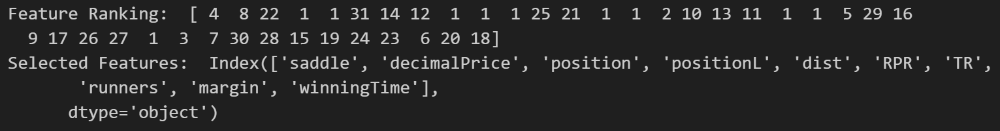 Feature Ranking:  [ 4  8 22  1  1 31 14 12  1  1  1 25 21  1  1  2 10 13 11  1  1  5 29 16
  9 17 26 27  1  3  7 30 28 15 19 24 23  6 20 18]
Selected Features:  Index(['saddle', 'decimalPrice', 'position', 'positionL', 'dist', 'RPR', 'TR',
       'runners', 'margin', 'winningTime'],
      dtype='object')